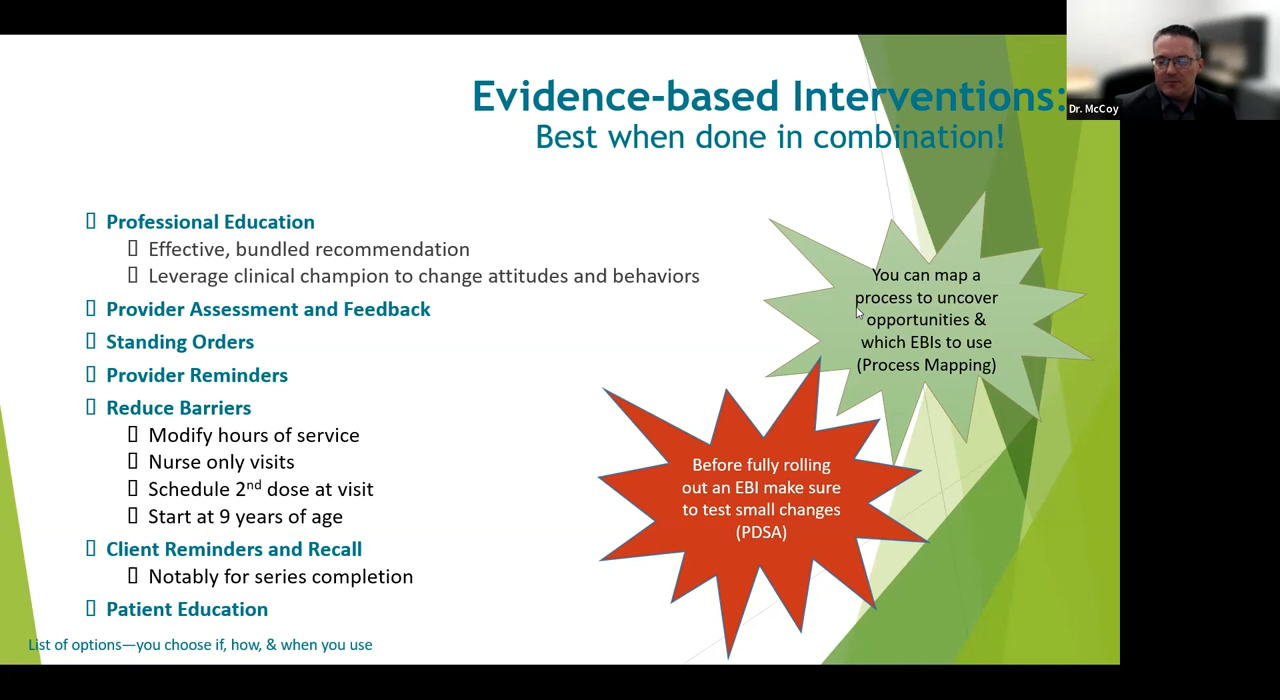 Evidence-based Interventions:
Best when done in combination!
Dr. McCoy
Professional Education
Effective, bundled recommendation
Leverage clinical champion to change attitudes and behaviors
Provider Assessment and Feedback
Standing Orders
Provider Reminders
Reduce Barriers
Modify hours of service
Nurse only visits
Schedule 2nd dose at visit
Start at 9 years of age
Client Reminders and Recall
Notably for series completion
Patient Education
List of options—you choose if, how, & when you use
You can map a
process to uncover
opportunities &
which EBIs to use
(Process Mapping)
Before fully rolling
out an EBI make sure
to test small changes
(PDSA)